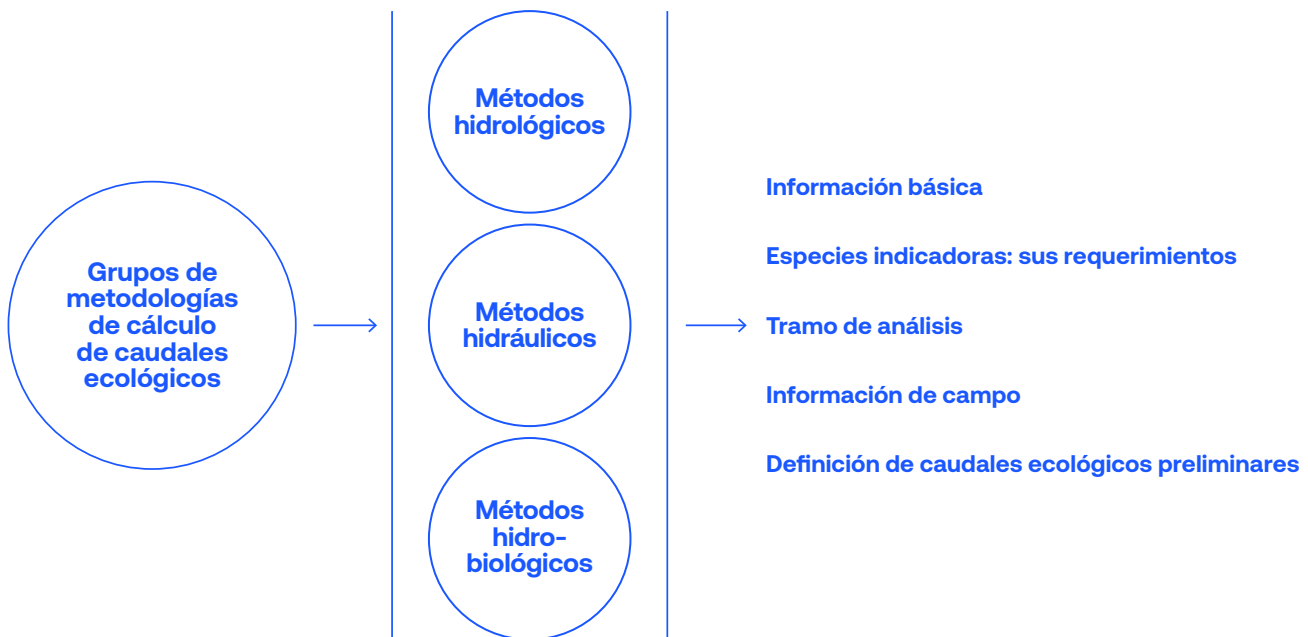 Grupos de
metodologías
de cálculo
de caudales
ecológicos
Métodos
hidrológicos
Métodos
hidráulicos
Métodos
hidro-
biológicos
Información básica
Especies indicadoras: sus requerimientos
Tramo de análisis
Información de campo
Definición de caudales ecológicos preliminares